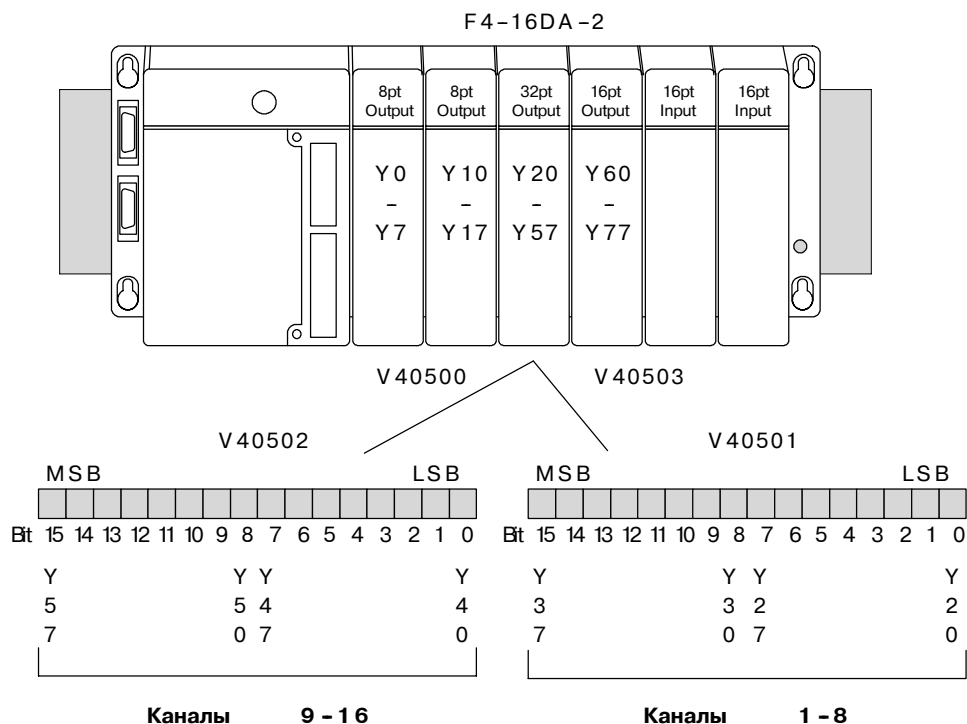 F4-16DA-2
8pt 8pt 32pt 16pt 16pt 16pt
Output Output Output Output Input Input
Y0 Y10 Y20 Y60
– – – –
Y7 Y17 Y57 Y77
V40500 V40503
V40502 V40501
MSB LSB MSB LSB
Bit 15 14 13 12 11 10 9 8 7 6 5 4 3 2 1 0 Bit 15 14 13 12 11 10 9 8 7 6 5 4 3 2 1 0
Y Y Y Y Y Y Y Y
5 5 4 4 3 3 2 2
7 0 7 0 7 0 7 0
Каналы 9-16 Каналы 1-8